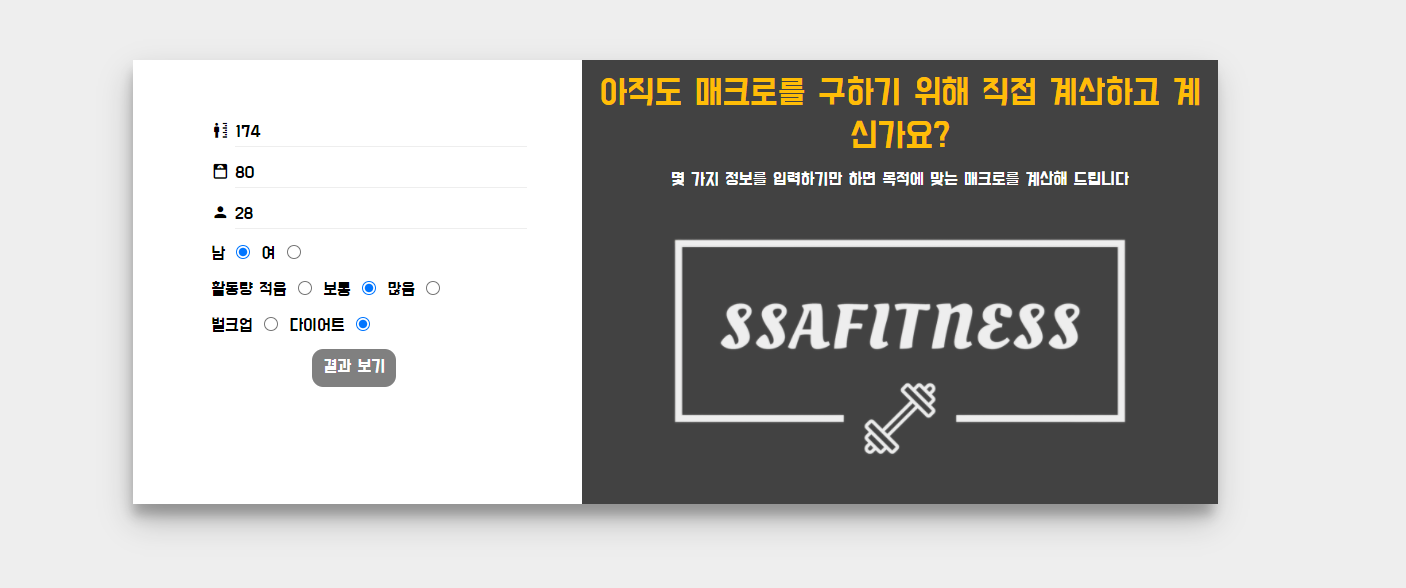 174
80
28
남 여
활동량 적음 보통 많음
벌크업 다이어트
결과 보기
아직도 매크로를 구하기 위해 직접 계산하고 계
신가요?
몇 가지 정보를 입력하기만 하면 목적에 맞는 매크로를 계산해 드립니다
SSAFITNESS